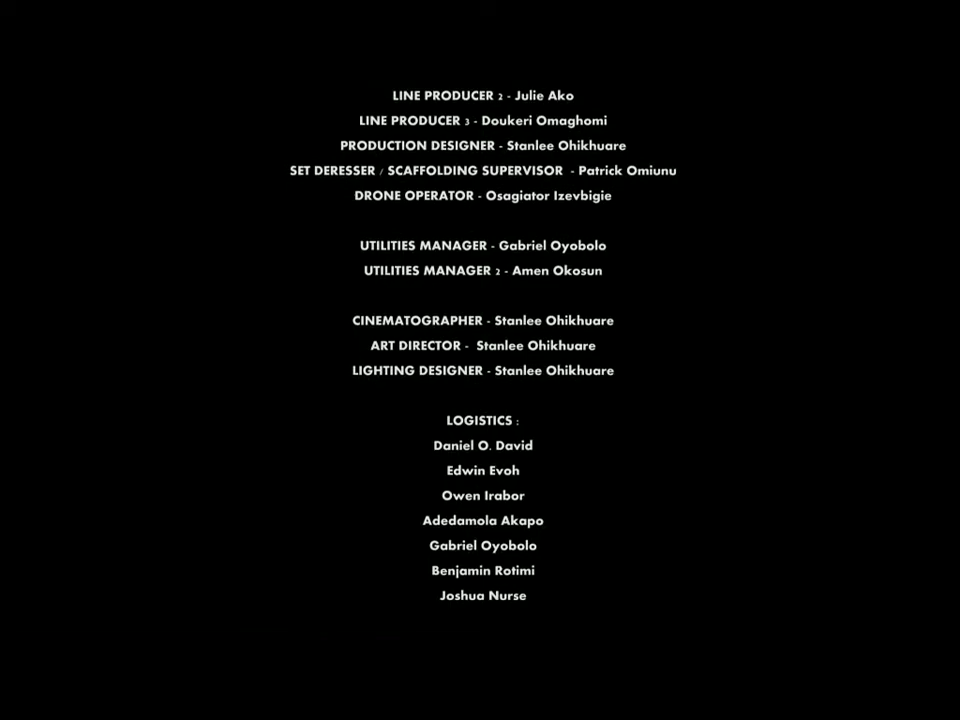 LINE PRODUCER 2 - Julie Ako
LINE PRODUCER 3 - Doukeri Omaghomi
PRODUCTION DESIGNER - Stanlee Ohikhuare
SET DERESSER / SCAFFOLDING SUPERVISOR - Patrick Omiunu
DRONE OPERATOR - Osagiator Izevbigie
UTILITIES MANAGER - Gabriel Oyobolo
UTILITIES MANAGER 2 - Amen Okosun
CINEMATOGRAPHER - Stanlee Ohikhuare
ART DIRECTOR - Stanlee Ohikhuare
LIGHTING DESIGNER - Stanlee Ohikhuare
LOGISTICS :
Daniel O. David
Edwin Evoh
Owen Irabor
Adedamola Akapo
Gabriel Oyobolo
Benjamin Rotimi
Joshua Nurse